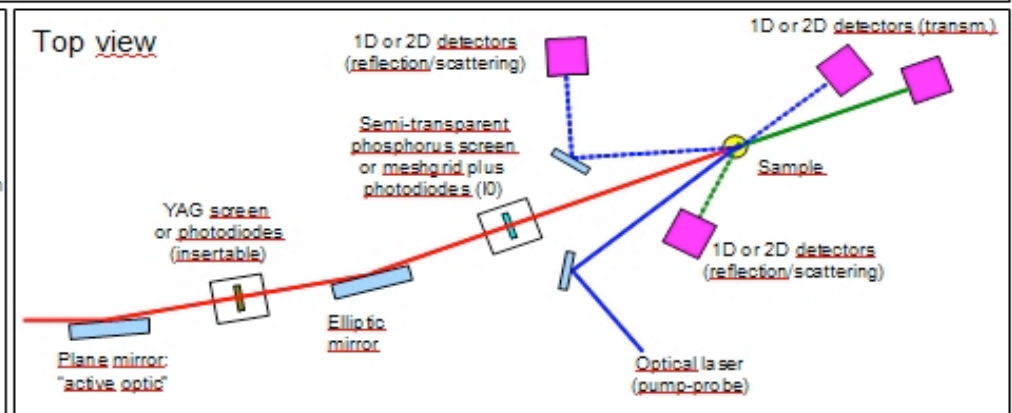 Top view
1D or 2D detectors
(reflection/scattering)
1D or 2D detectors (transm.)
Semi-transparent
phosphorus screen
or meshgrid plus
photodiodes (I0)
Sample
YAG screen
or photodiodes
(insertable)
1D or 2D detectors
(reflection/scattering)
Elliptic
mirror
Plane mirror:
"active optic"
Optical laser
(pump-probe)